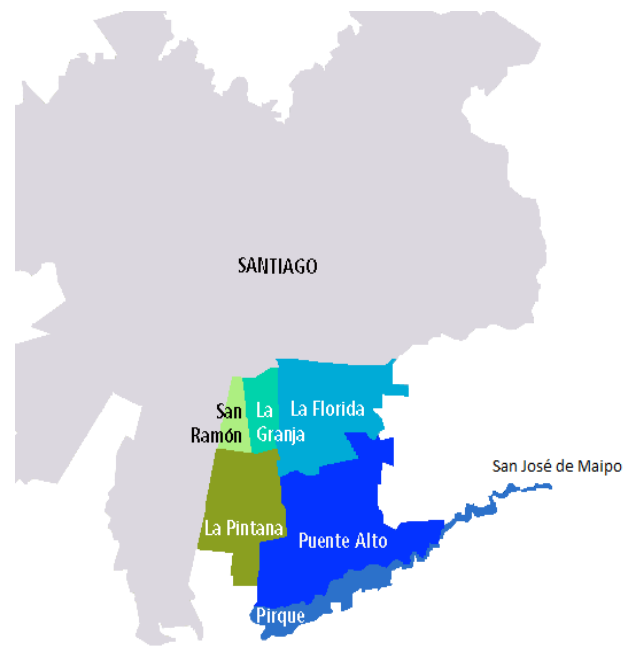 SANTIAGO
San
Ramón
La
Granja
La Florida
San José de Maipo
La Pintana
Puente Alto
Pirque